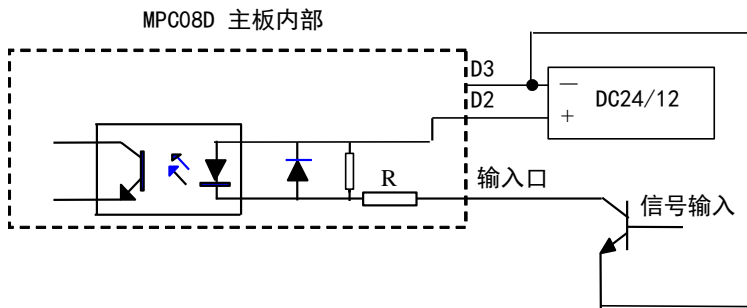 MPC08D 主板内部
D3
D2
—
+
DC24/12
R
输入口
信号输入